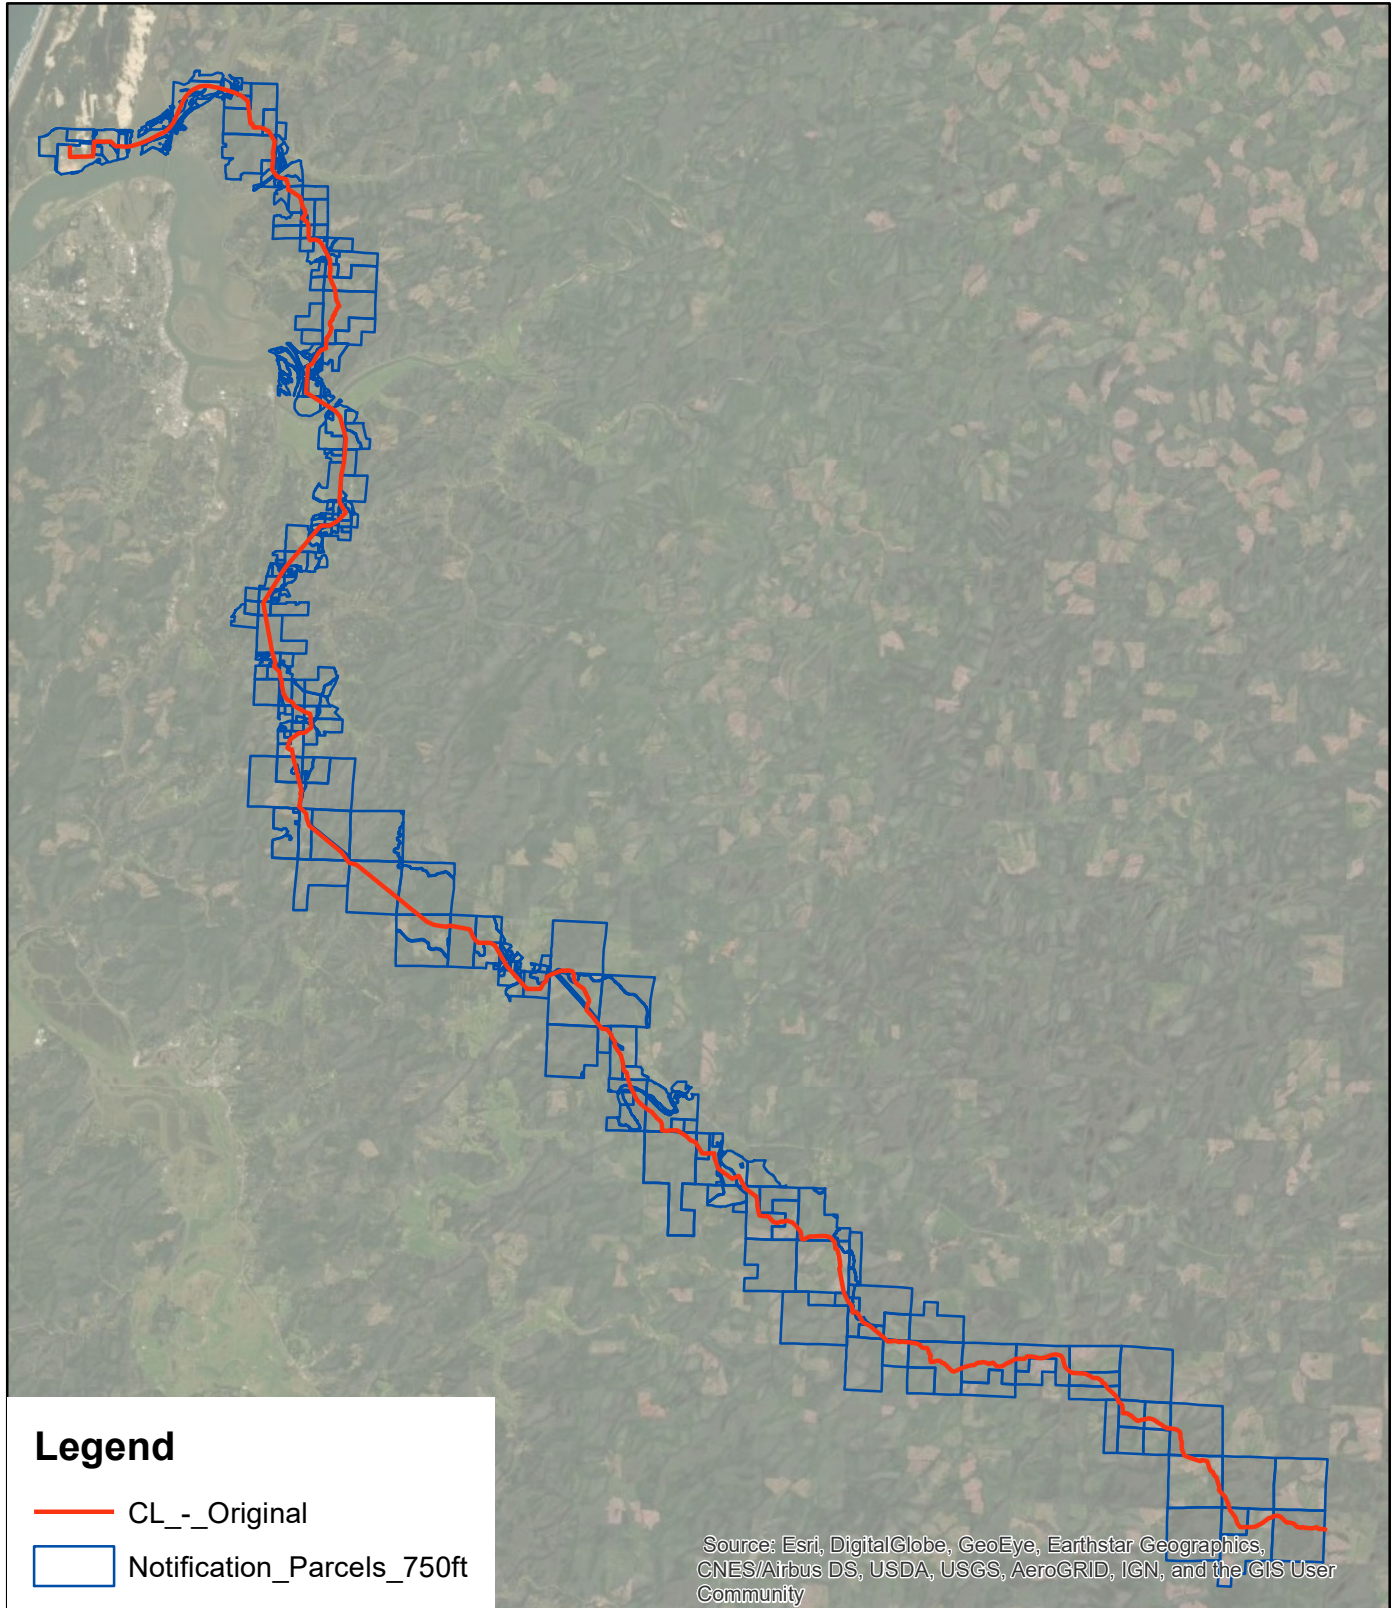 Legend
CL_-_Original
Notification_Parcels_750ft
Source: Esri, DigitalGlobe, GeoEye, Earthstar Geographics,
CNES/Airbus DS, USDA, USGS, AeroGRID, IGN, and the GIS User
Community